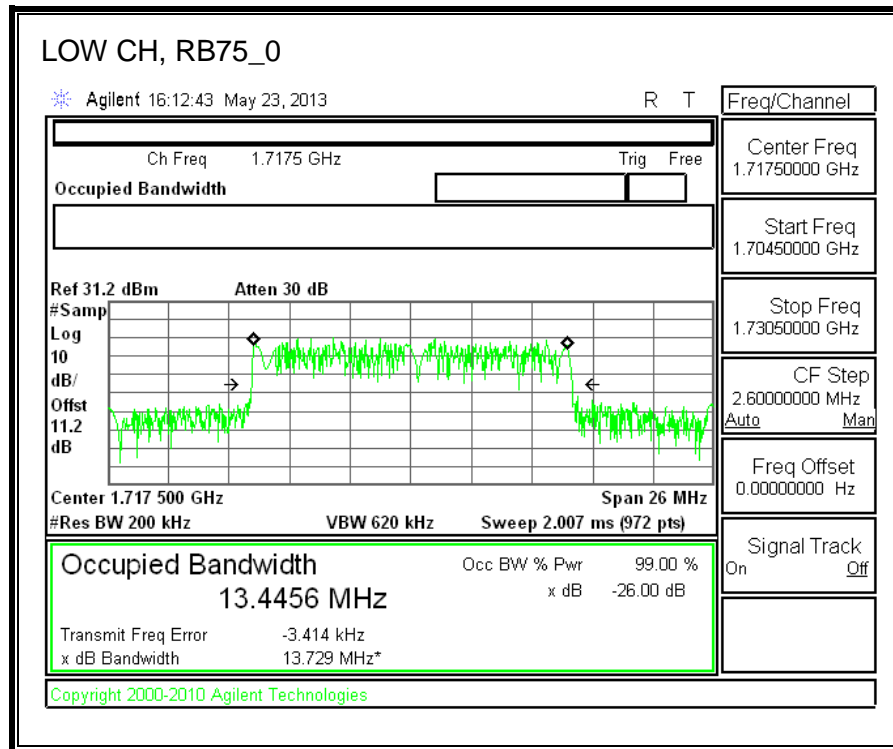 LOW CH, RB75_0
Agilent 16:12:43 May 23, 2013 R T
Freq/Channel
Ch Freq 1.7175 GHz Trig Free
Occupied Bandwidth
Center Freq
1.71750000 GHz
Start Freq
1.70450000 GHz
Stop Freq
1.73050000 GHz
CF Step
2.60000000 MHz
Auto Man
Freq Offset
0.00000000 Hz
Signal Track
On Off
Ref 31.2 dBm Atten 30 dB
#Samp
Log
10
dB/
Offst
11.2
dB
Center 1.717 500 GHz Span 26 MHz
#Res BW 200 kHz VBW 620 kHz Sweep 2.007 ms (972 pts)
Occupied Bandwidth
13.4456 MHz
Occ BW % Pwr 99.00 %
x dB -26.00 dB
Transmit Freq Error -3.414 kHz
x dB Bandwidth 13.729 MHz*
Copyright 2000-2010 Agilent Technologies